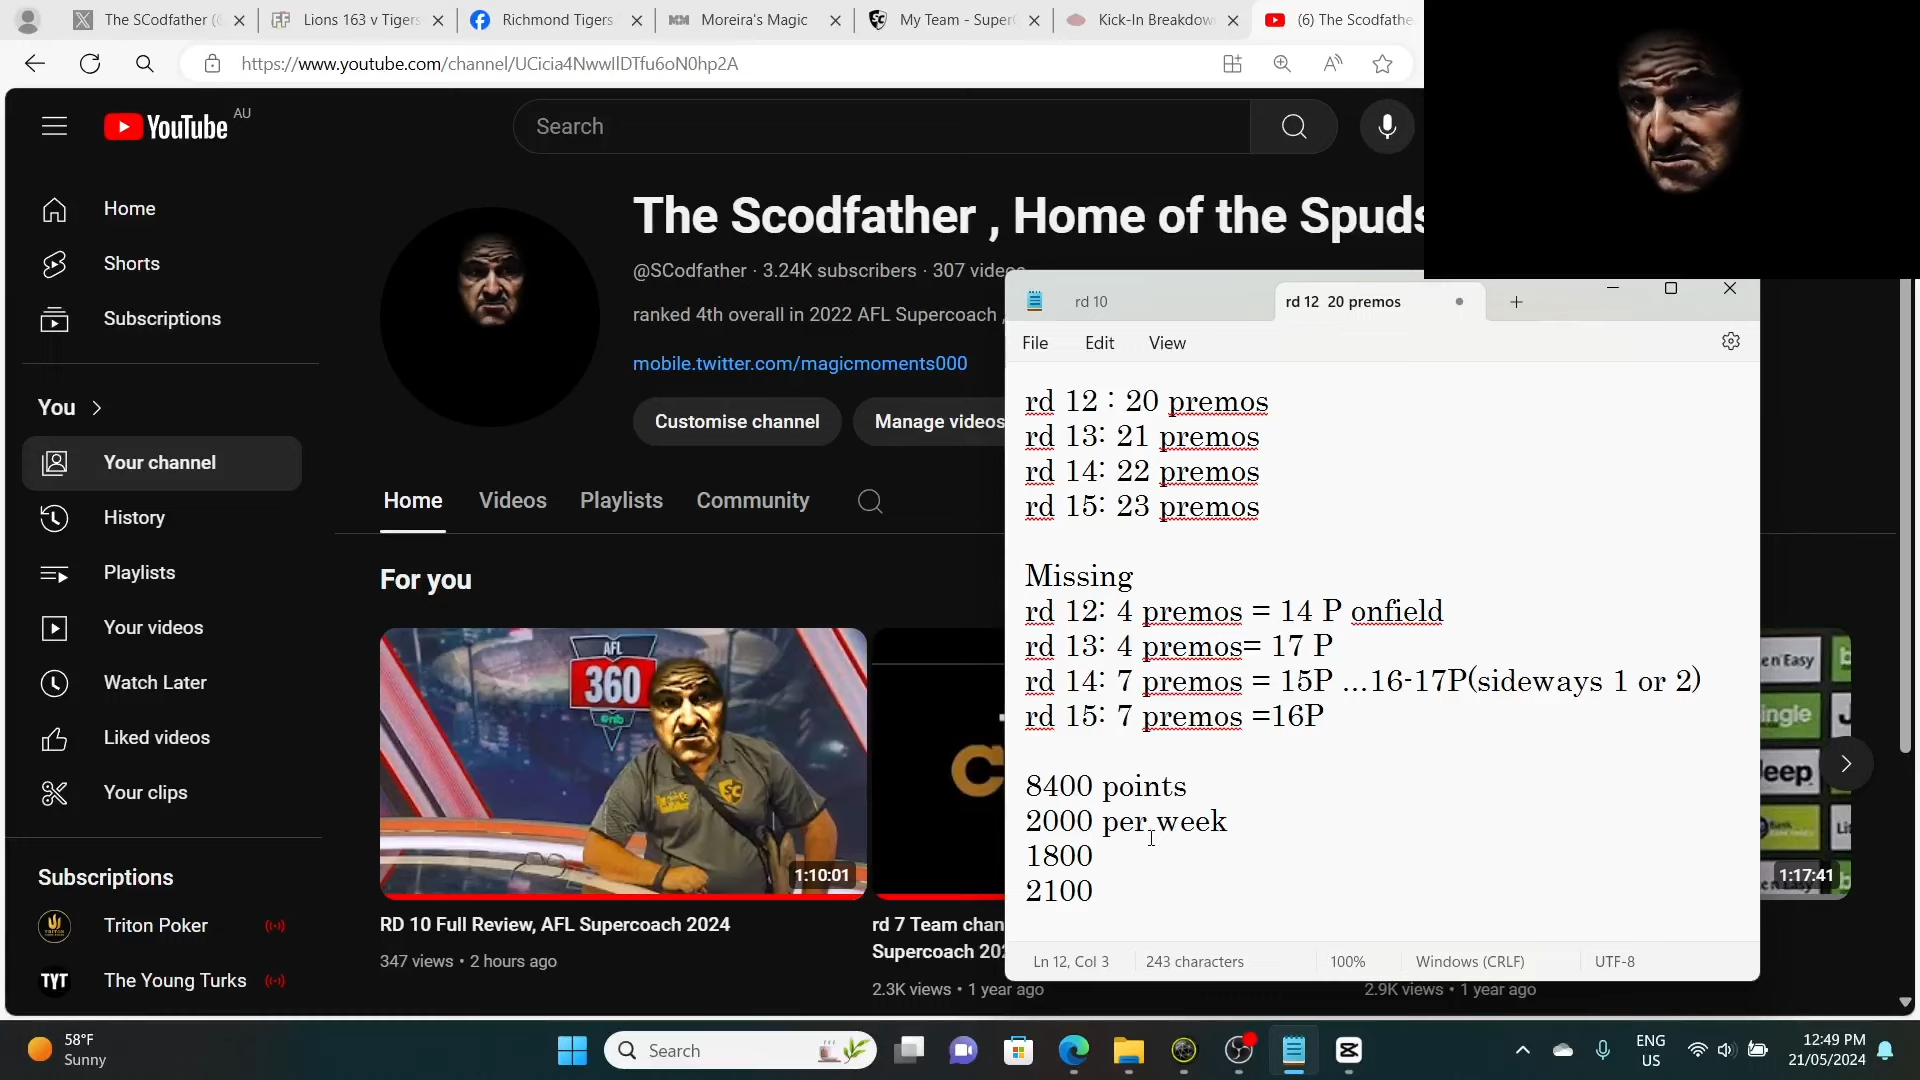 The SCodfather (
Lions 163 v Tigers
Richmond Tigers
Moreira's Magic
My Team - Super
Kick-In Breakdow
(6) The Scodfathe
https://www.youtube.com/channel/UCicia4NwwIlDTfu6oN0hp2A
YouTube AU
Search
Home
Shorts
Subscriptions
You
Your channel
History
Playlists
Your videos
Watch Later
Liked videos
Your clips
Subscriptions
Triton Poker
TYT The Young Turks
The Scodfather , Home of the Spuds
@SCodfather · 3.24K subscribers · 307 videos
ranked 4th overall in 2022 AFL Supercoach ,
mobile.twitter.com/magicmoments000
Customise channel
Manage videos
Home Videos Playlists Community
For you
AFL
360
nib
SC
1:10:01
RD 10 Full Review, AFL Supercoach 2024
347 views • 2 hours ago
rd 7 Team chan
Supercoach 202
2.3K views • 1 year ago
2.9K views • 1 year ago
en'Easy
ingle
Jeep
1:17:41
rd 10
rd 12 20 premos
File Edit View
rd 12 : 20 premos
rd 13: 21 premos
rd 14: 22 premos
rd 15: 23 premos
Missing
rd 12: 4 premos = 14 P onfield
rd 13: 4 premos= 17 P
rd 14: 7 premos = 15P ...16-17P(sideways 1 or 2)
rd 15: 7 premos =16P
8400 points
2000 per week
1800
2100
Ln 12, Col 3
243 characters
100%
Windows (CRLF)
UTF-8
58°F
Sunny
Search
ENG
US
12:49 PM
21/05/2024